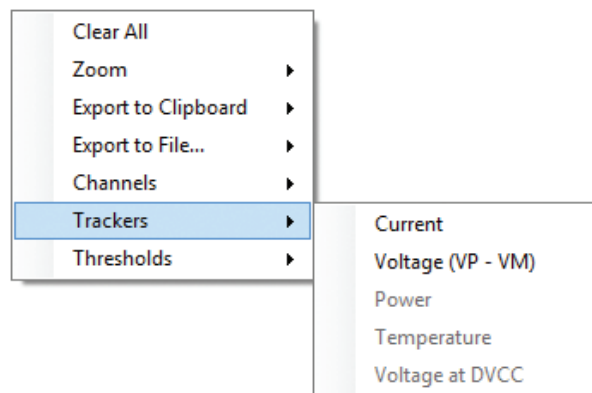 Clear All
Zoom
Export to Clipboard
Export to File...
Channels
Trackers
Thresholds
Current
Voltage (VP - VM)
Power
Temperature
Voltage at DVCC